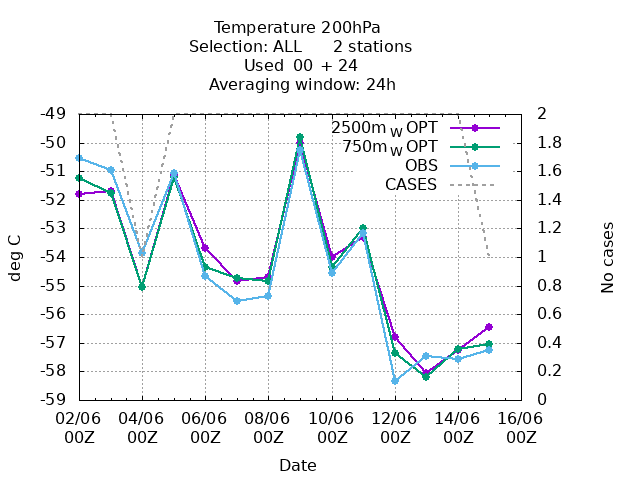 Temperature 200hPa
Selection: ALL 2 stations
Used 00 + 24
Averaging window: 24h
-49
-50
-51
-52
-53
-54
-55
-56
-57
-58
-59
deg C
2500m W OPT
750m W OPT
OBS
CASES
2
1.8
1.6
1.4
1.2
1
0.8
0.6
0.4
0.2
0
No cases
02/06 04/06 06/06 08/06 10/06 12/06 14/06 16/06
00Z 00Z 00Z 00Z 00Z 00Z 00Z 00Z
Date